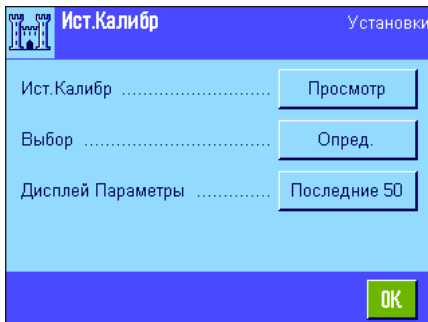 Ист.Калибр Установки
Ист.Калибр ........................... Просмотр
Выбор .................................. Опред.
Дисплей Параметры ............. Последние 50
OK